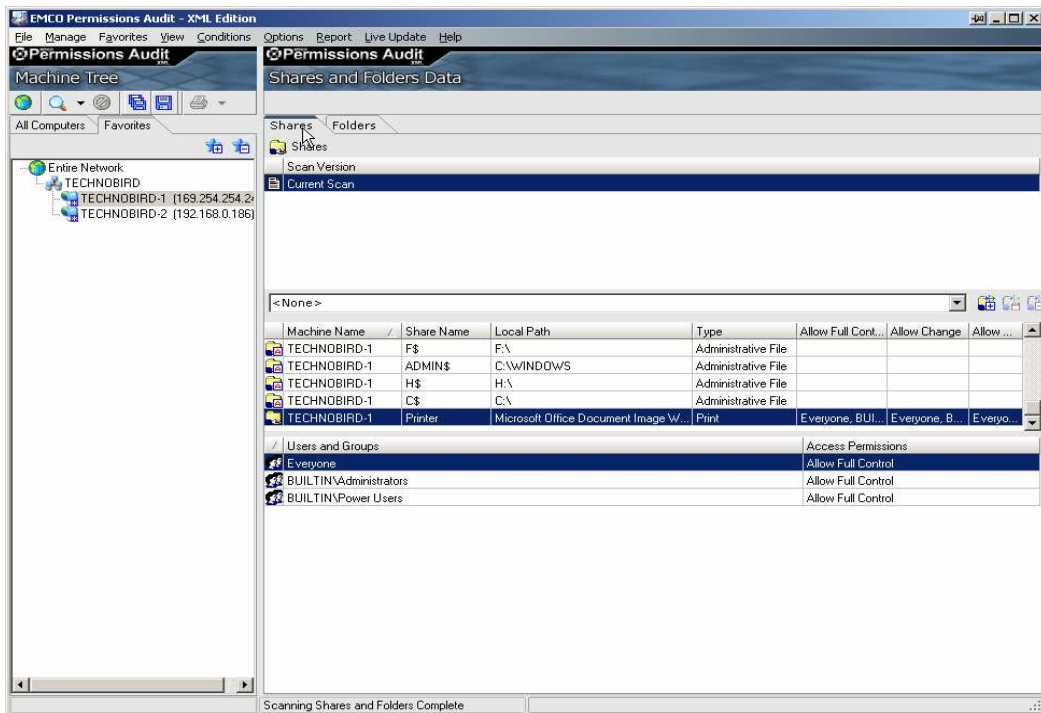 EMCO Permissions Audit - XML Edition
File Manage Favorites View Conditions Options Report Live Update Help
Permissions Audit
XML
Permissions Audit
XML
Machine Tree
Shares and Folders Data
All Computers Favorites
Shares Folders
Shares
Entire Network
TECHNOBIRD
TECHNOBIRD-1 (169.254.254.2
TECHNOBIRD-2 (192.168.0.186)
Scan Version
Current Scan
<None>
Machine Name / Share Name Local Path Type Allow Full Cont... Allow Change Allow ...
TECHNOBIRD-1 F$ F:\ Administrative File
TECHNOBIRD-1 ADMIN$ C:\WINDOWS Administrative File
TECHNOBIRD-1 H$ H:\ Administrative File
TECHNOBIRD-1 C$ C:\ Administrative File
TECHNOBIRD-1 Printer Microsoft Office Document Image W... Print Everyone, BUI... Everyone, B... Everyo...
/ Users and Groups Access Permissions
Everyone Allow Full Control
BUILTIN\Administrators Allow Full Control
BUILTIN\Power Users Allow Full Control
Scanning Shares and Folders Complete